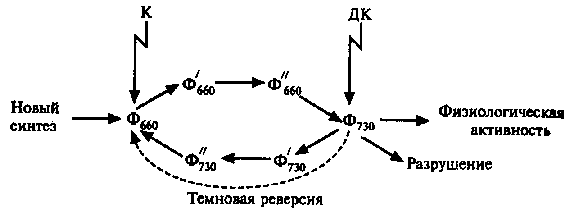 К
ДК
Ф′660
Ф″660
Новый
синтез
Ф660
Ф730
Физиологическая
активность
Ф″730
Ф′730
Разрушение
Темновая реверсия